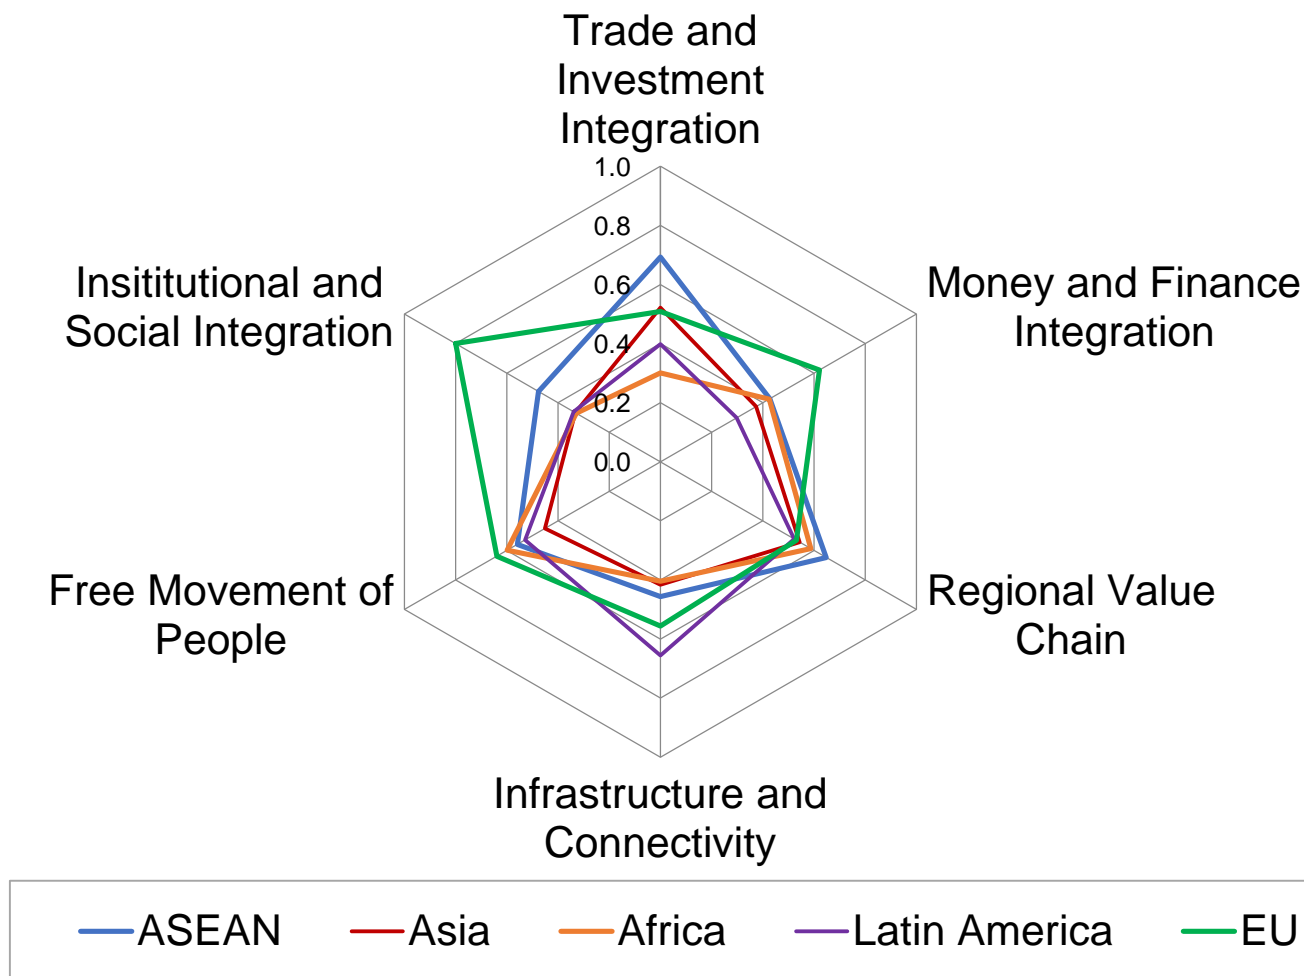 Trade and
Investment
Integration
1.0
0.8
0.6
0.4
0.2
0.0
Insititutional and
Social Integration
Money and Finance
Integration
Free Movement of
People
Regional Value
Chain
Infrastructure and
Connectivity
ASEAN Asia Africa Latin America EU